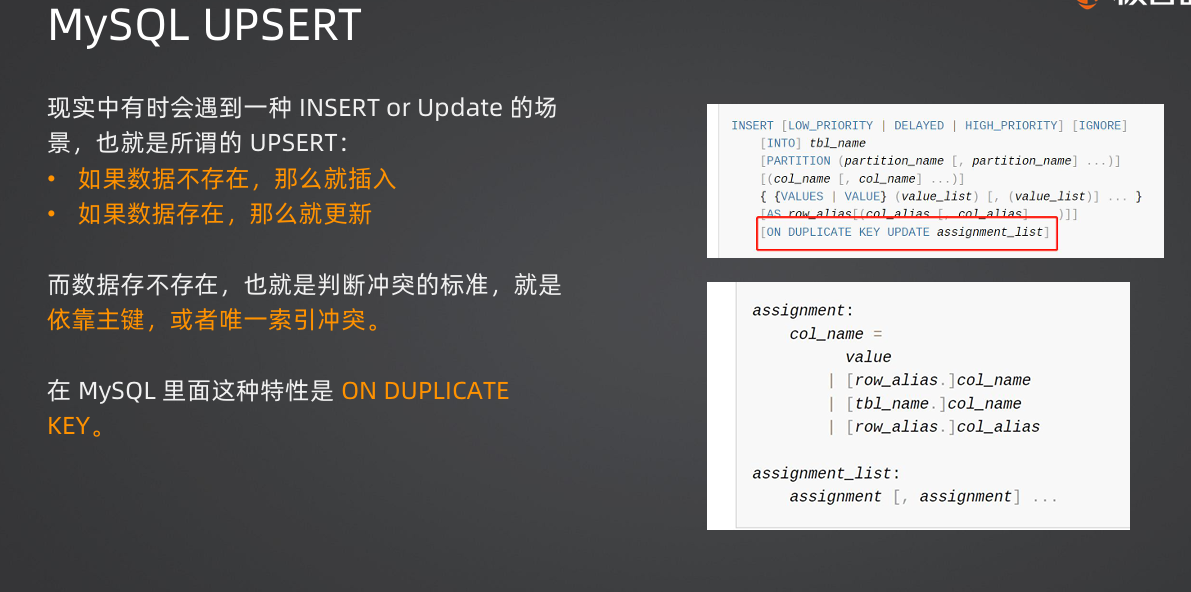 MySQL UPSERT
现实中有时会遇到一种 INSERT or Update 的场
景，也就是所谓的 UPSERT：
• 如果数据不存在，那么就插入
• 如果数据存在，那么就更新
而数据存不存在，也就是判断冲突的标准，就是
依靠主键，或者唯一索引冲突。
在 MySQL 里面这种特性是 ON DUPLICATE
KEY。
INSERT [LOW_PRIORITY | DELAYED | HIGH_PRIORITY] [IGNORE]
[INTO] tbl_name
[PARTITION (partition_name [, partition_name] ...)]
[(col_name [, col_name] ...)]
{ {VALUES | VALUE} (value_list) [, (value_list)] ... }
[AS row_alias[(col_alias [, col_alias] ...)]]
[ON DUPLICATE KEY UPDATE assignment_list]
assignment:
col_name =
value
| [row_alias.]col_name
| [tbl_name.]col_name
| [row_alias.]col_alias
assignment_list:
assignment [, assignment] ...